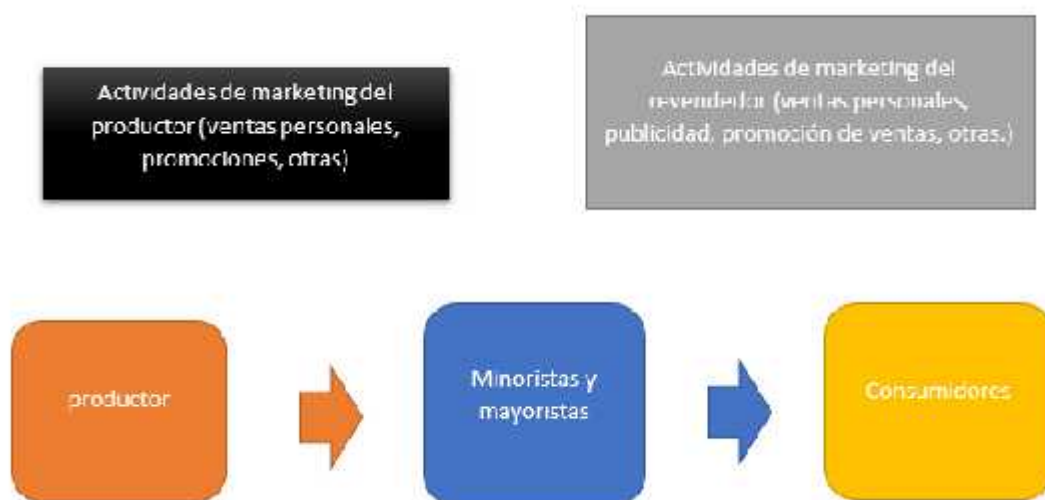 Actividades de marketing del
productor (ventas personales,
promociones, otras)
Actividades de marketing del
revendedor (ventas personales,
publicidad, promoción de ventas, otras.)
productor
Minoristas y
mayoristas
Consumidores